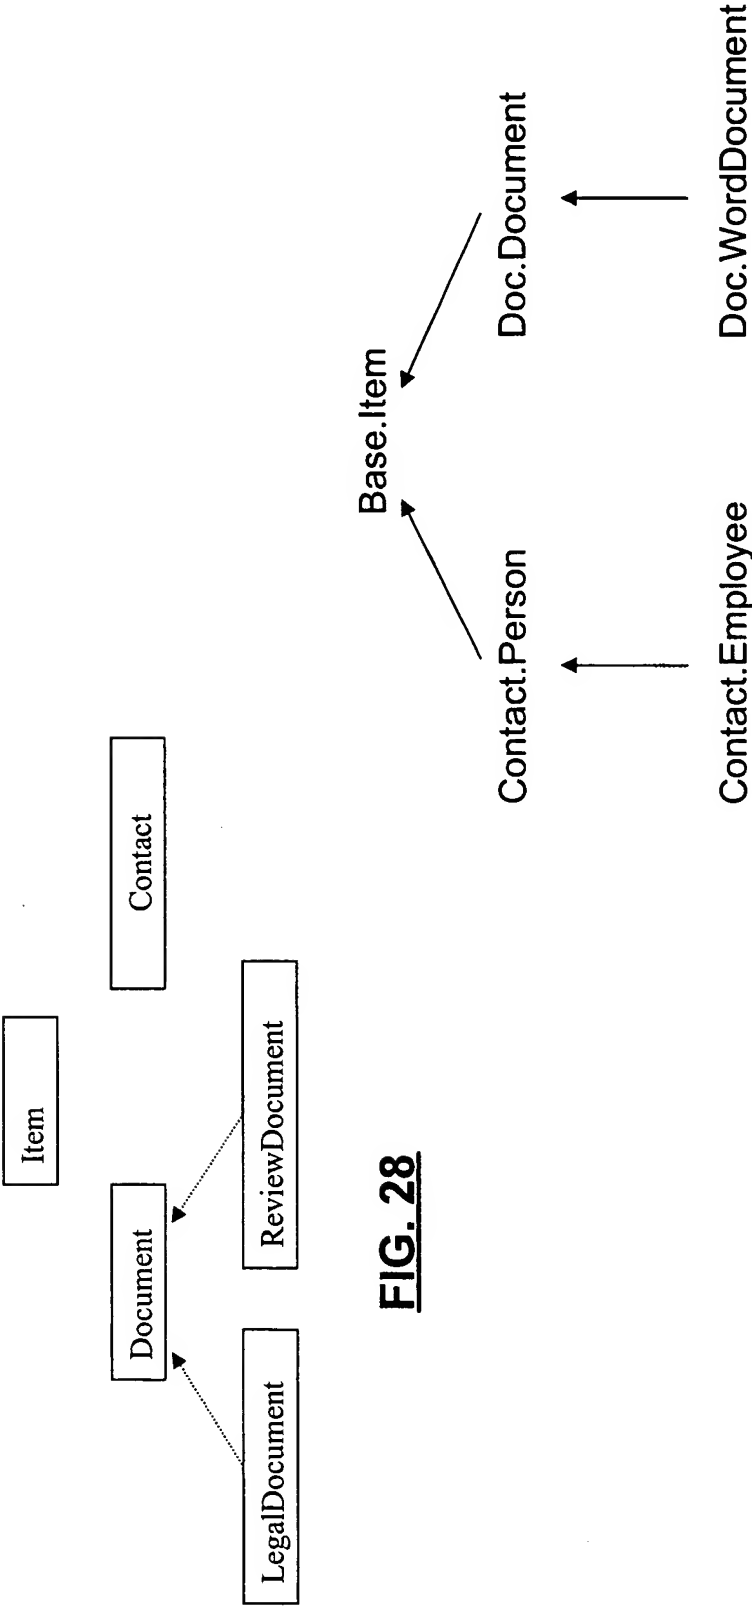 Item
Document
Contact
LegalDocument
ReviewDocument
FIG. 28
Base.Item
Contact.Person
Doc.Document
Contact.Employee
Doc.WordDocument